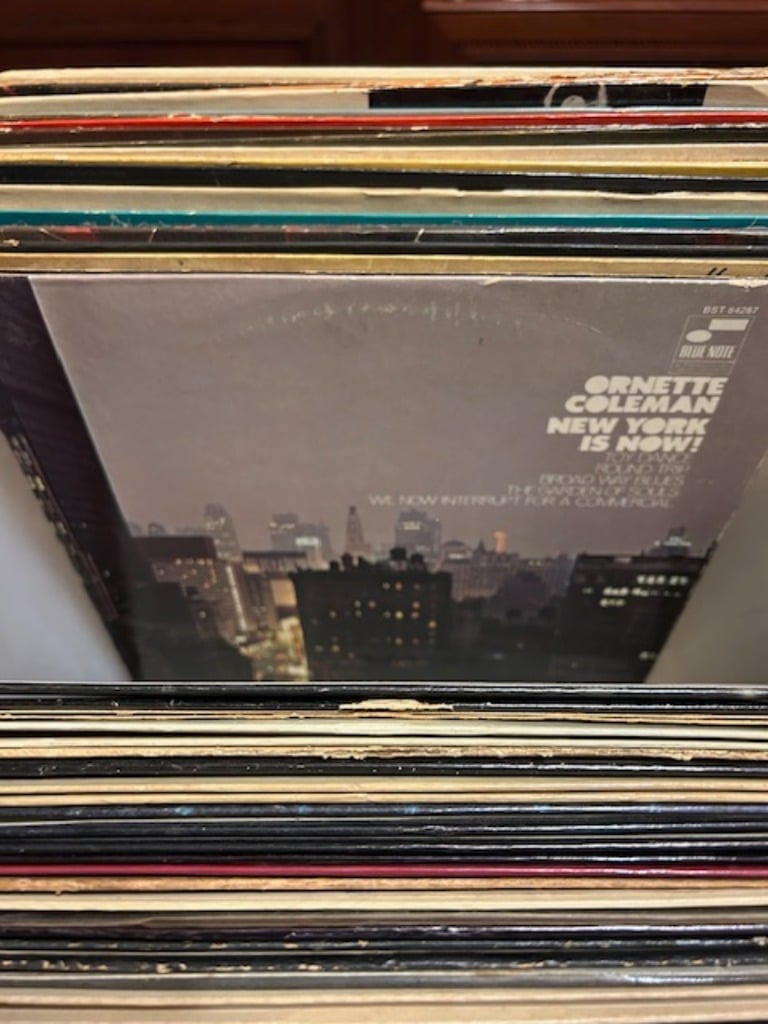 BST 84287
BLUE NOTE
ORNETTE
COLEMAN
NEW YORK
IS NOW!
TOY DANCE
ROUND TRIP
BROAD WAY BLUES
THE GARDEN OF SOULS
WE NOW INTERRUPT FOR A COMMERCIAL